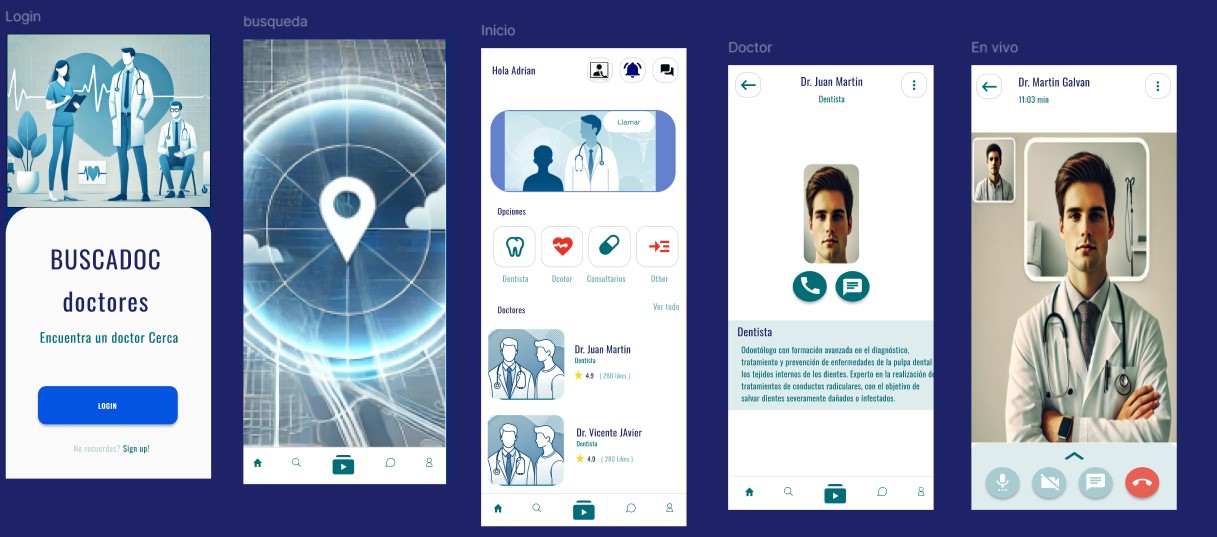 Login
BUSCADOC
doctores
Encuentra un doctor Cerca
LOGIN
No recuerdas? Sign up!
busqueda
Inicio
Hola Adrian
Llamar
Opciones
Dentista
Dcotor
Consultarios
Other
Doctores
Ver todo
Dr. Juan Martin
Dentista
4.9 ( 280 likes )
Dr. Vicente JAvier
Dentista
4.9 ( 280 Likes )
Doctor
Dr. Juan Martin
Dentista
Dentista
Odontólogo con formación avanzada en el diagnóstico,
tratamiento y prevención de enfermedades de la pulpa dental
los tejidos internos de los dientes. Experto en la realización de
tratamientos de conductos radiculares, con el objetivo de
salvar dientes severamente dañados o infectados.
En vivo
Dr. Martin Galvan
11:03 min